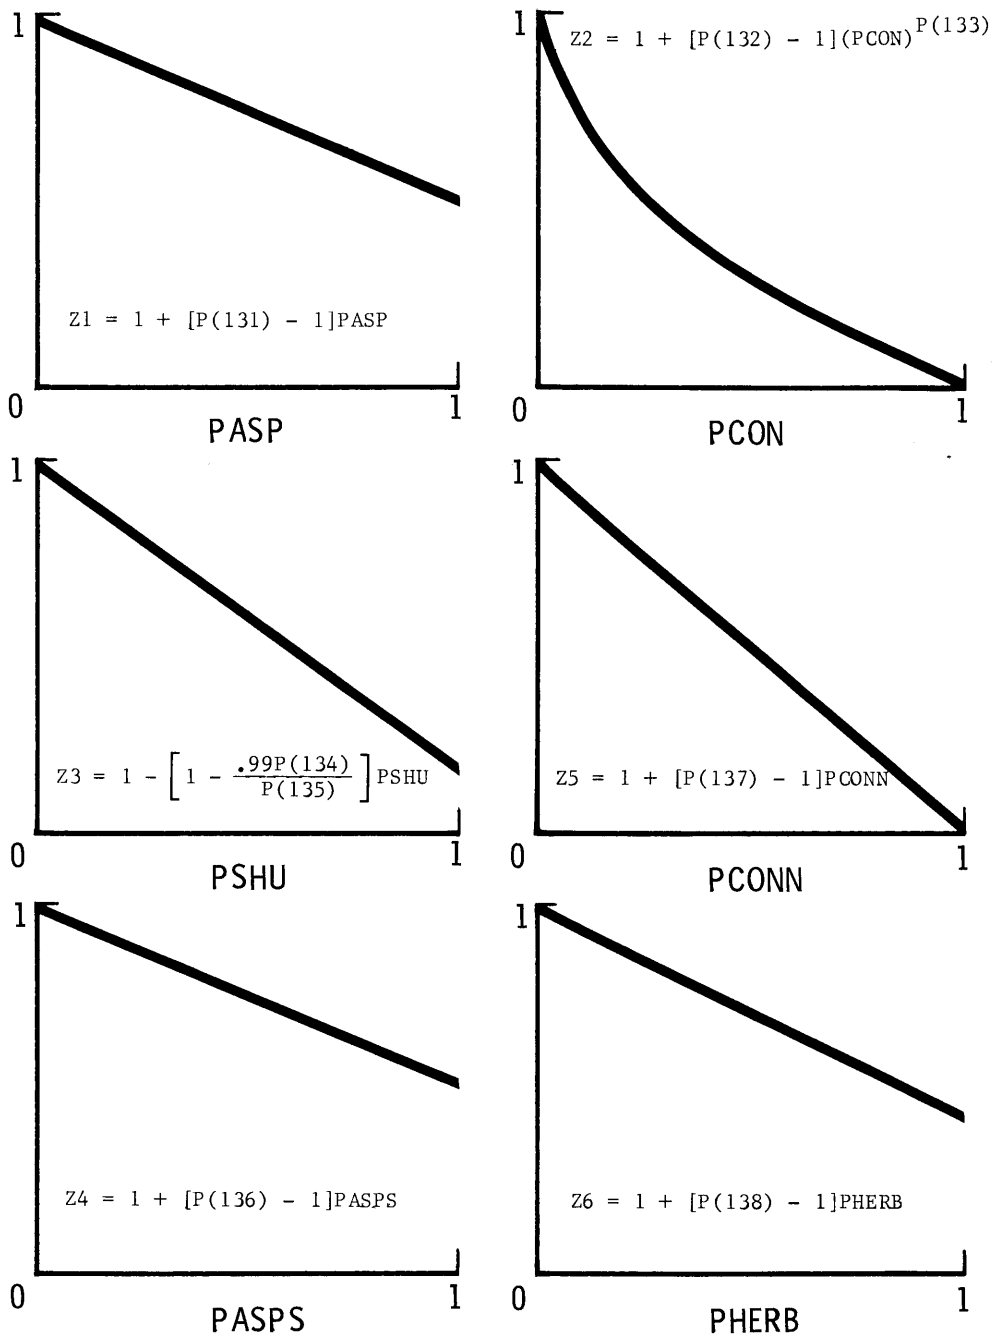 1
Z1 = 1 + [P(131) - 1]PASP
0
1
PASP
1
Z2 = 1 + [P(132) - 1](PCON)^P(133)
0
1
PCON
1
Z3 = 1 - [1 - .99P(134)/P(135)]PSHU
0
1
PSHU
1
Z5 = 1 + [P(137) - 1]PCONN
0
1
PCONN
1
Z4 = 1 + [P(136) - 1]PASPS
0
1
PASPS
1
Z6 = 1 + [P(138) - 1]PHERB
0
1
PHERB